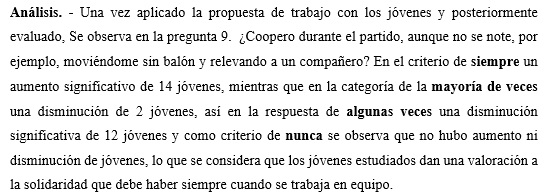 Análisis. - Una vez aplicado la propuesta de trabajo con los jóvenes y posteriormente
evaluado, Se observa en la pregunta 9. ¿Coopero durante el partido, aunque no se note, por
ejemplo, moviéndome sin balón y relevando a un compañero? En el criterio de siempre un
aumento significativo de 14 jóvenes, mientras que en la categoría de la mayoría de veces
una disminución de 2 jóvenes, así en la respuesta de algunas veces una disminución
significativa de 12 jóvenes y como criterio de nunca se observa que no hubo aumento ni
disminución de jóvenes, lo que se considera que los jóvenes estudiados dan una valoración a
la solidaridad que debe haber siempre cuando se trabaja en equipo.